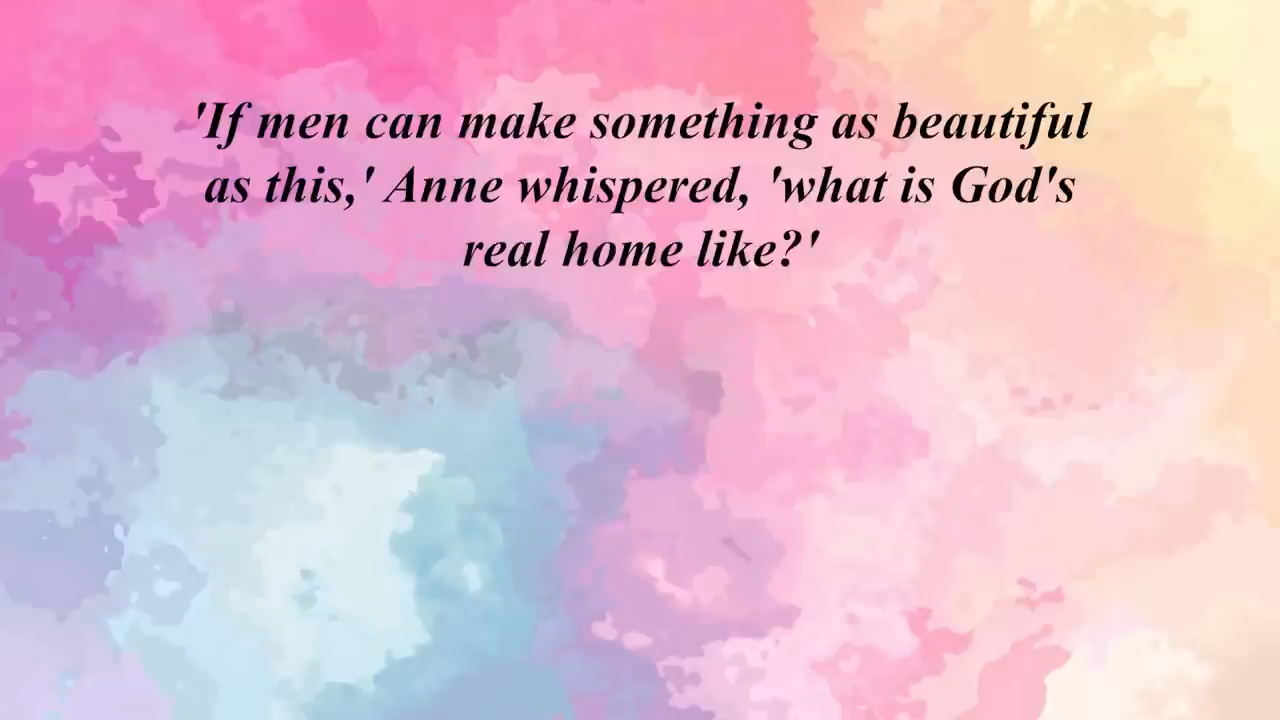 'If men can make something as beautiful
as this,' Anne whispered, 'what is God's
real home like?'